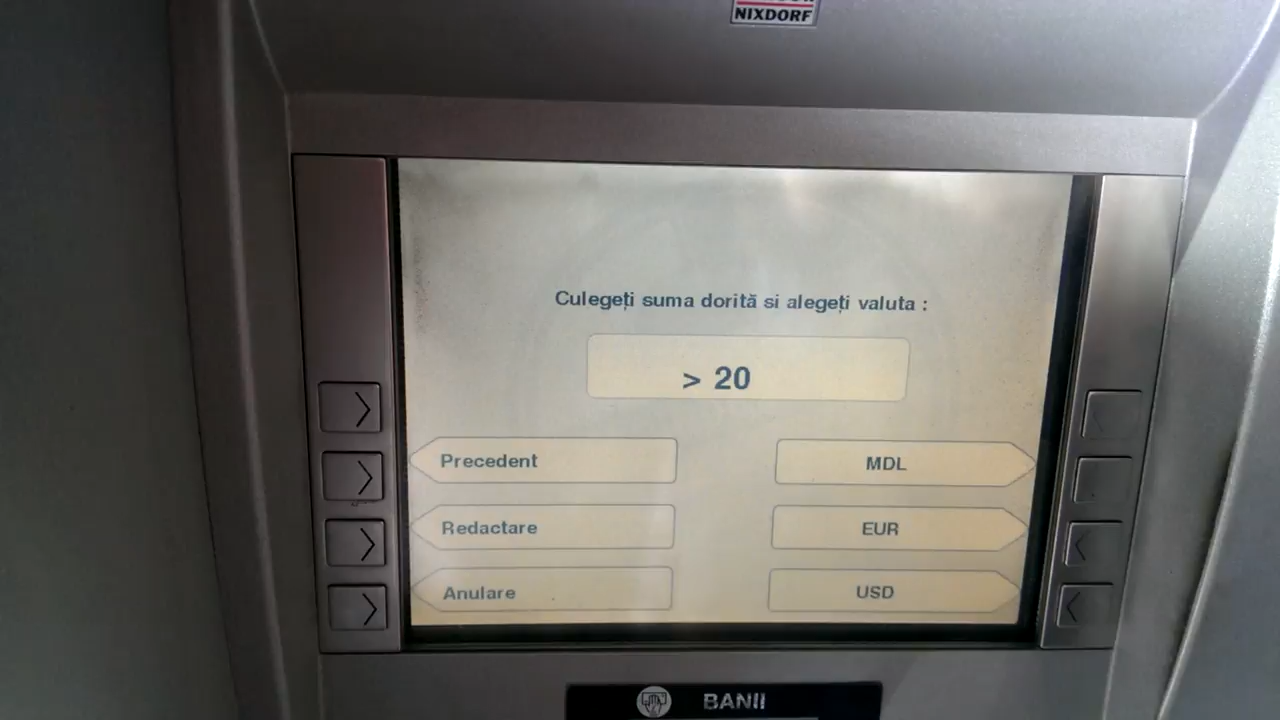 NIXDORF
Culegeți suma dorită si alegeți valuta :
> 20
Precedent
MDL
Redactare
EUR
Anulare
USD
BANII